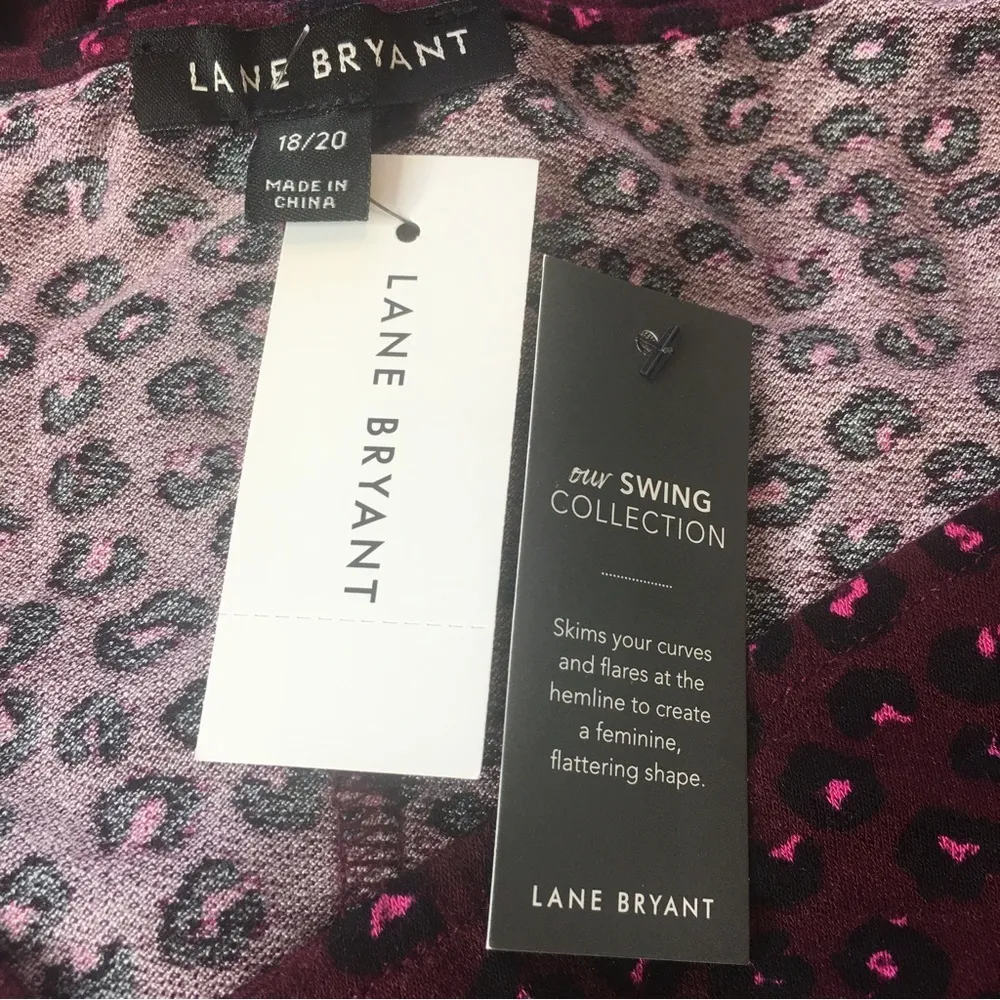 LANE BRYANT
18/20
MADE IN
CHINA
LANE BRYANT
our SWING
COLLECTION
Skims your curves
and flares at the
hemline to create
a feminine,
flattering shape.
LANE BRYANT